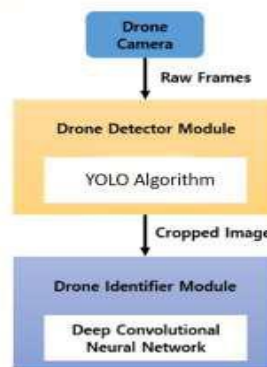 Drone
Camera
Raw Frames
Drone Detector Module
YOLO Algorithm
Cropped Image
Drone Identifier Module
Deep Convolutional
Neural Network